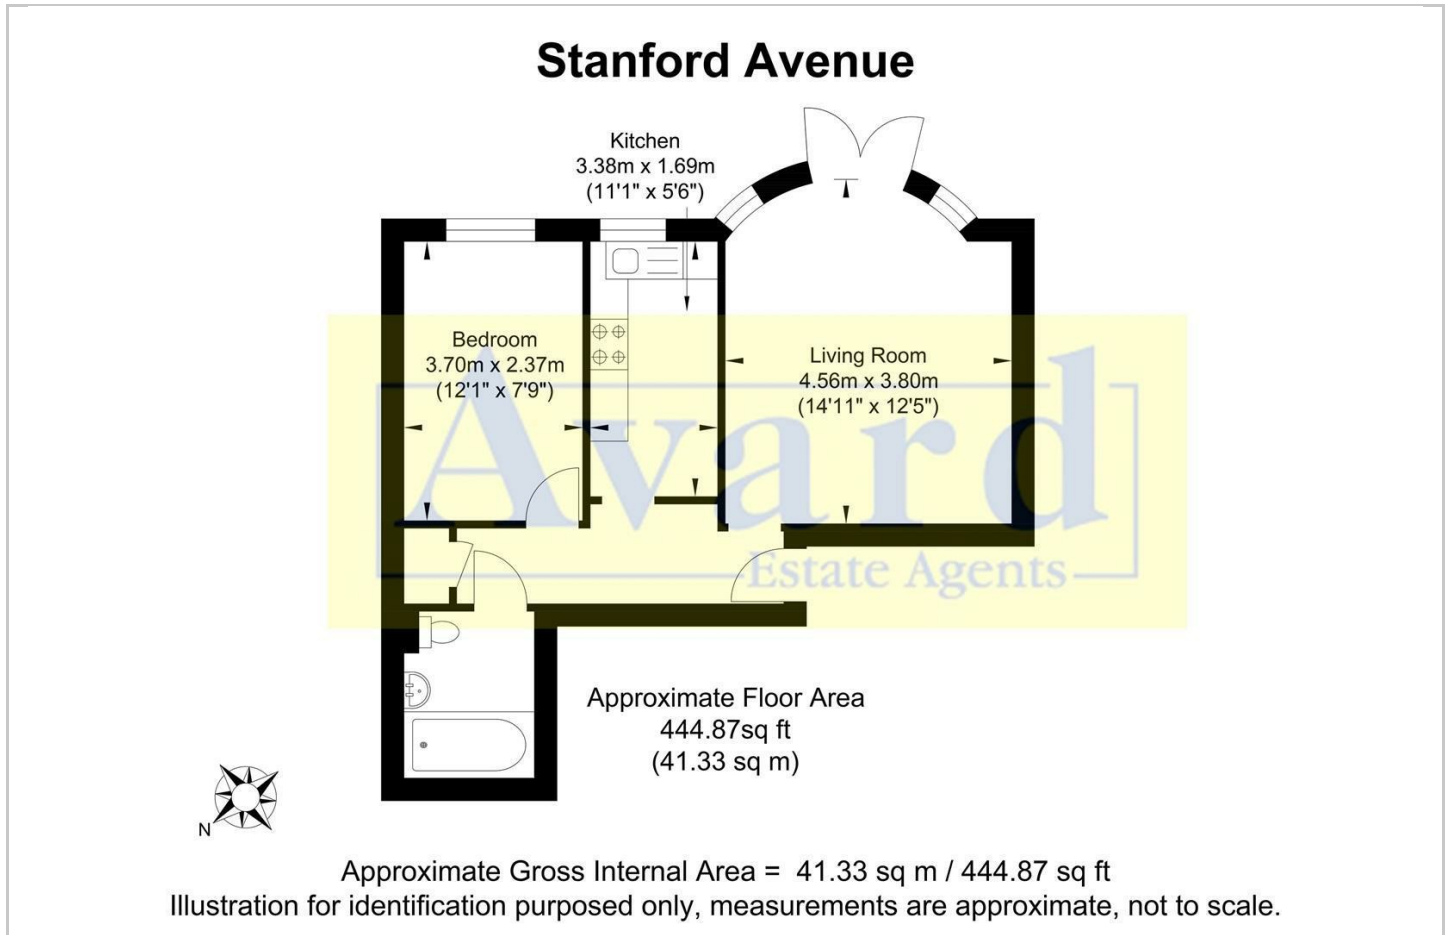 Stanford Avenue
Kitchen
3.38m x 1.69m
(11'1" x 5'6")
Bedroom
3.70m x 2.37m
(12'1" x 7'9")
Living Room
4.56m x 3.80m
(14'11" x 12'5")
Avard
Estate Agents
Approximate Floor Area
444.87sq ft
(41.33 sq m)
N
Approximate Gross Internal Area = 41.33 sq m / 444.87 sq ft
Illustration for identification purposed only, measurements are approximate, not to scale.